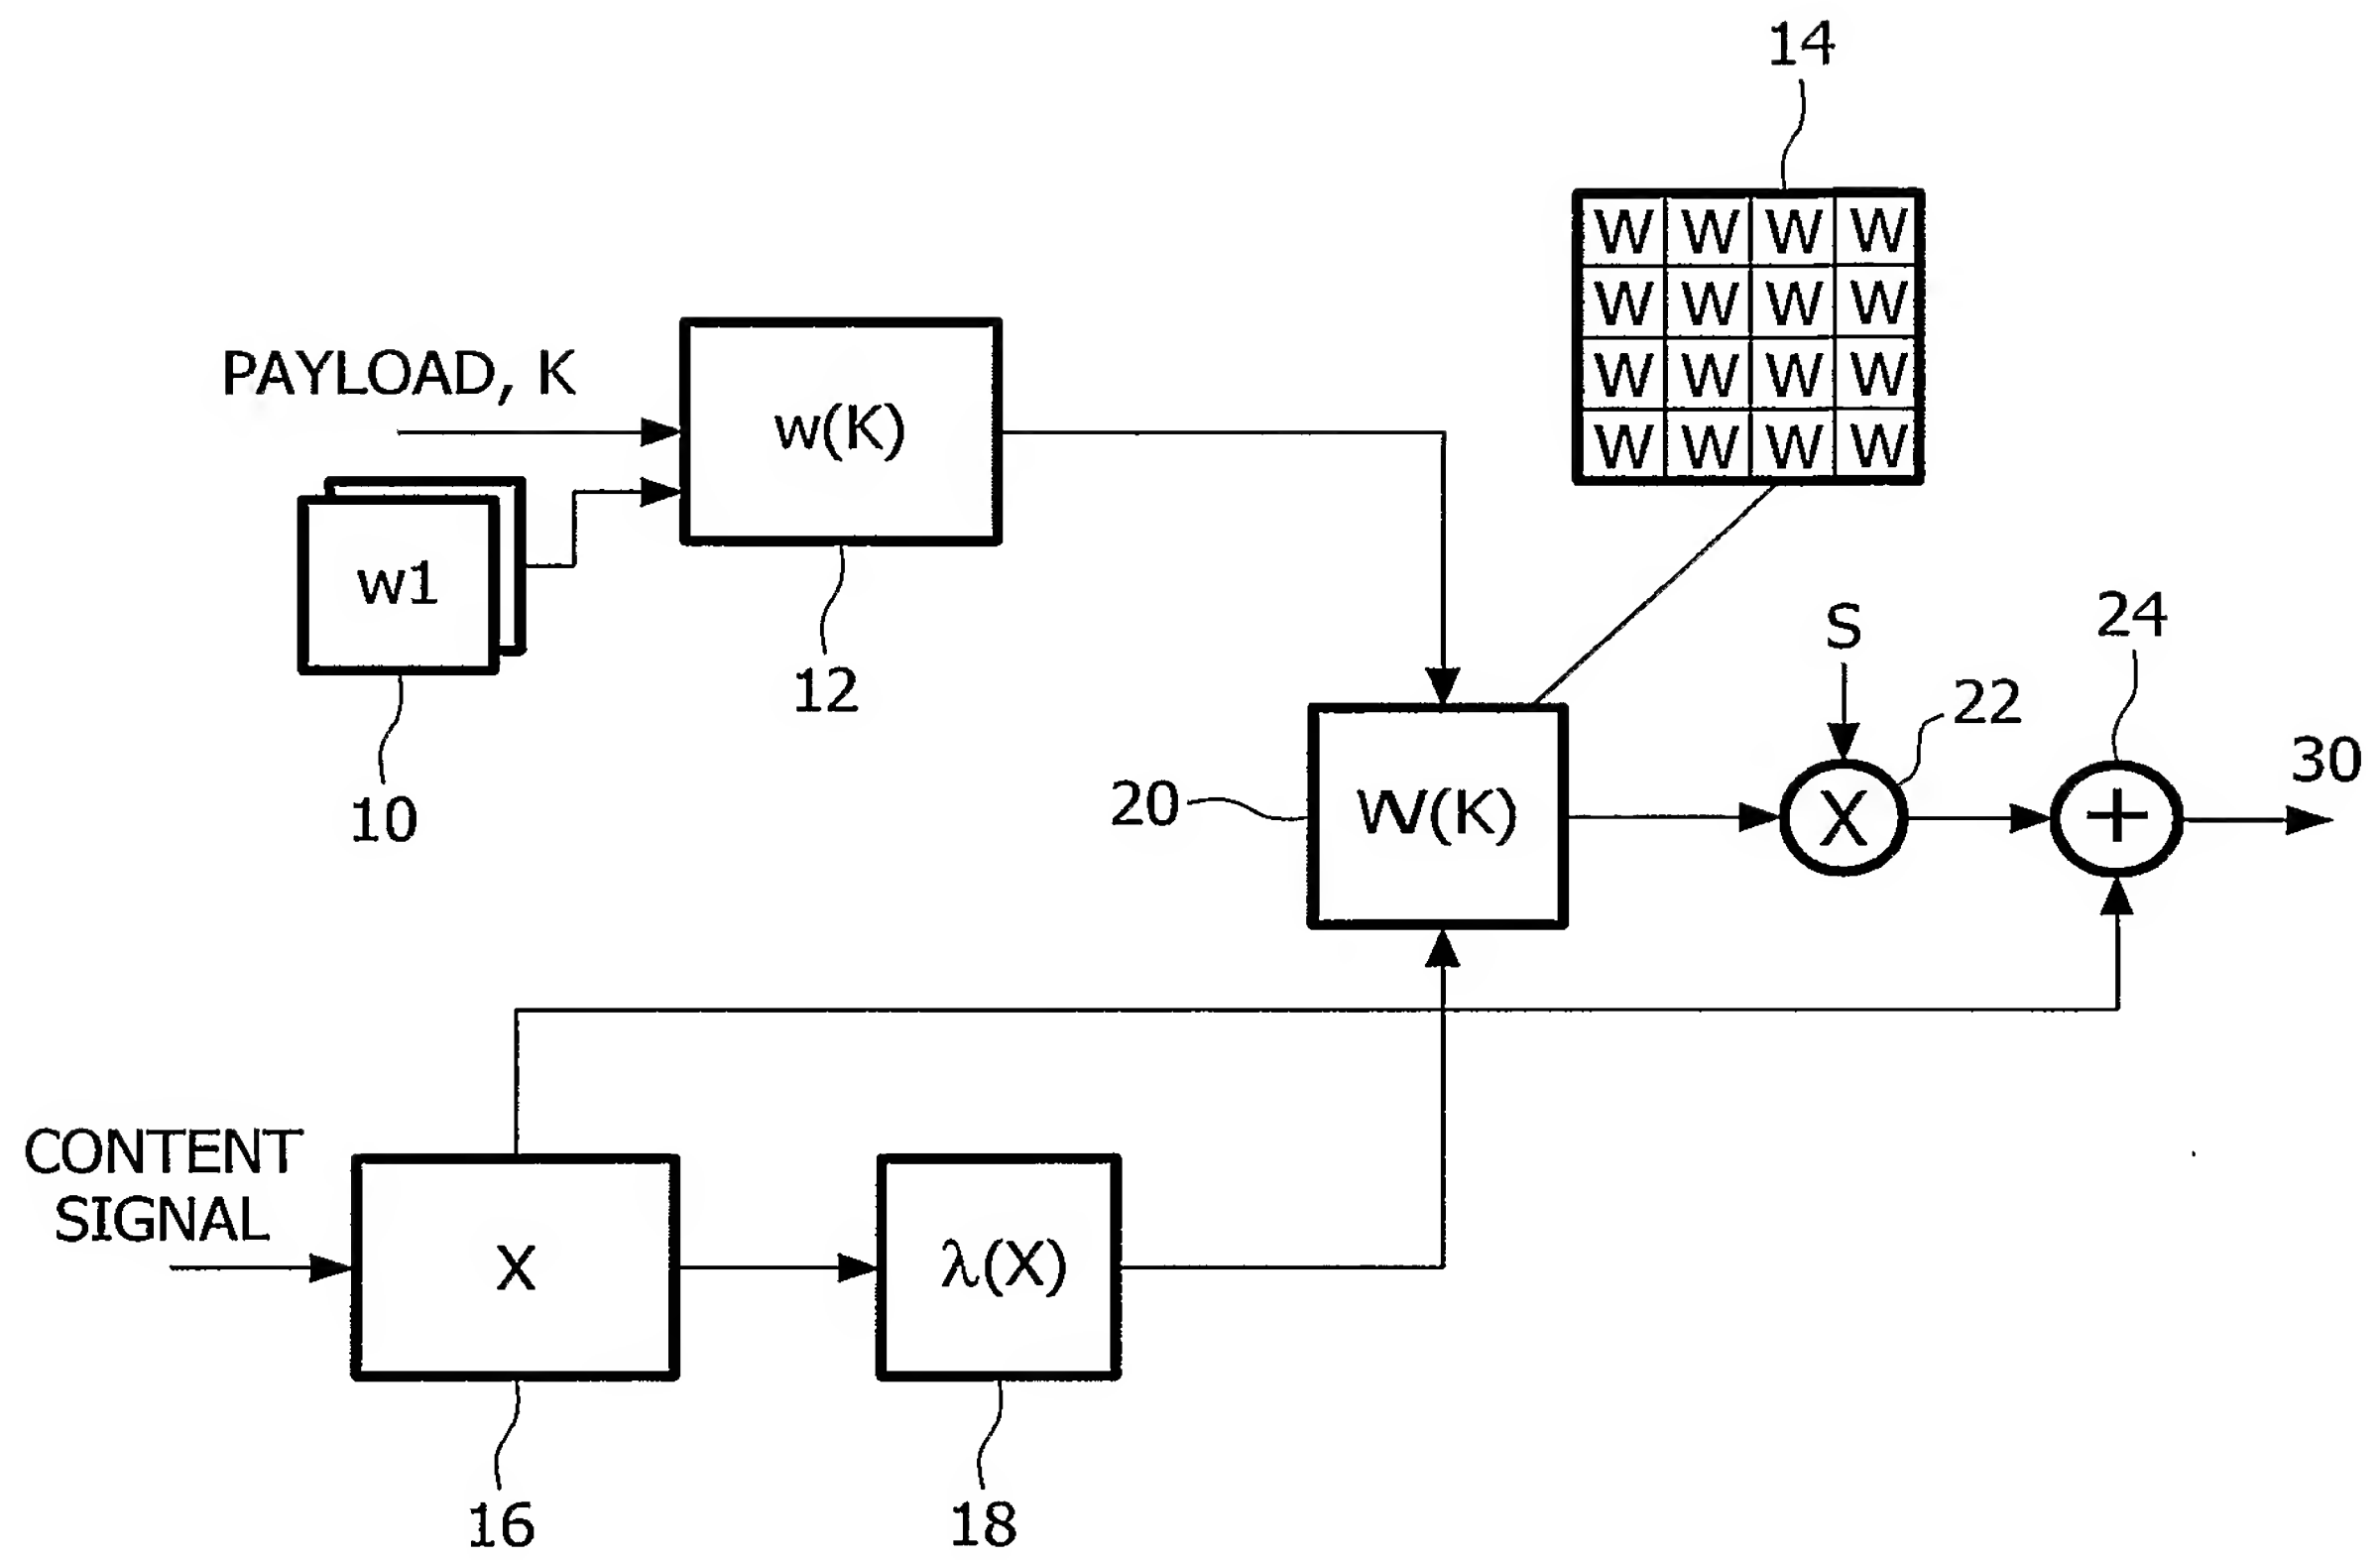 14
W W W W
W W W W
W W W W
W W W W
PAYLOAD, K
w(K)
w1
12
10
S
24
22
30
20
W(K)
X
+
CONTENT
SIGNAL
X
λ(X)
16
18